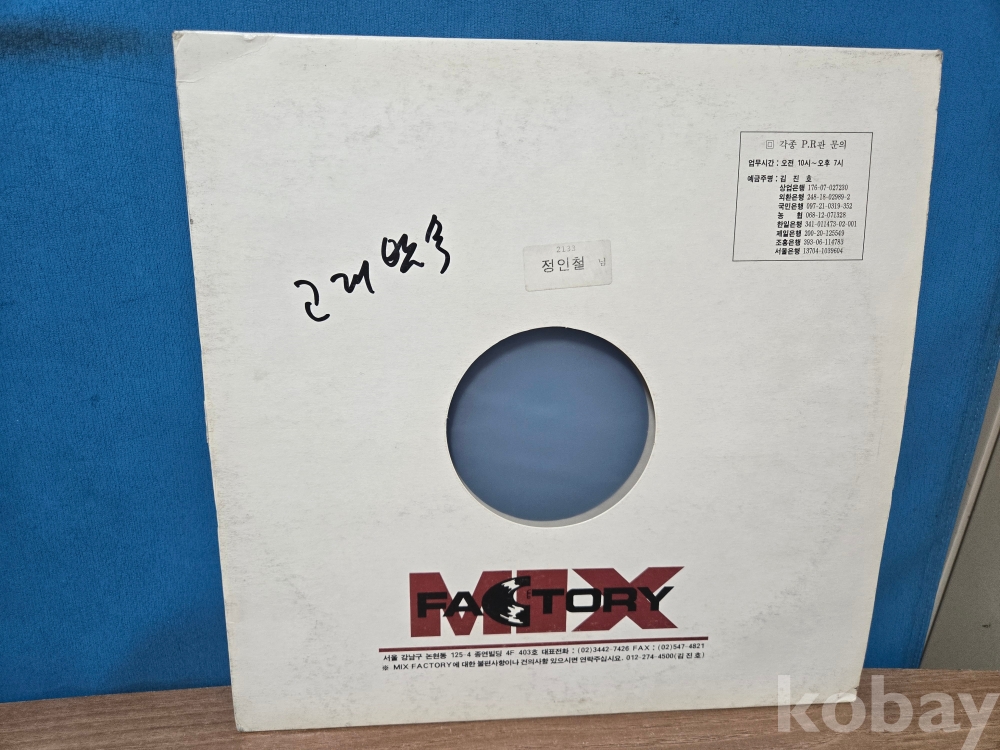 回 각종 P.R판 문의
업무시간 : 오전 10시~오후 7시
예금주명 : 김 진 호
상업은행 176-07-027230
외환은행 248-18-02989-2
국민은행 097-21-0319-352
농 협 068-12-071328
한일은행 341-011473-02-001
제일은행 200-20-125549
조흥은행 393-06-114783
서울은행 13704-1039604
2133
정인철 님
고래
MIX
FACTORY
서울 강남구 논현동 125-4 종련빌딩 4F 403호 대표전화 : (02)3442-7426 FAX : (02)547-4821
※ MIX FACTORY에 대한 불편사항이나 건의사항 있으시면 연락주십시요. 012-274-4500(김진호)
kobay